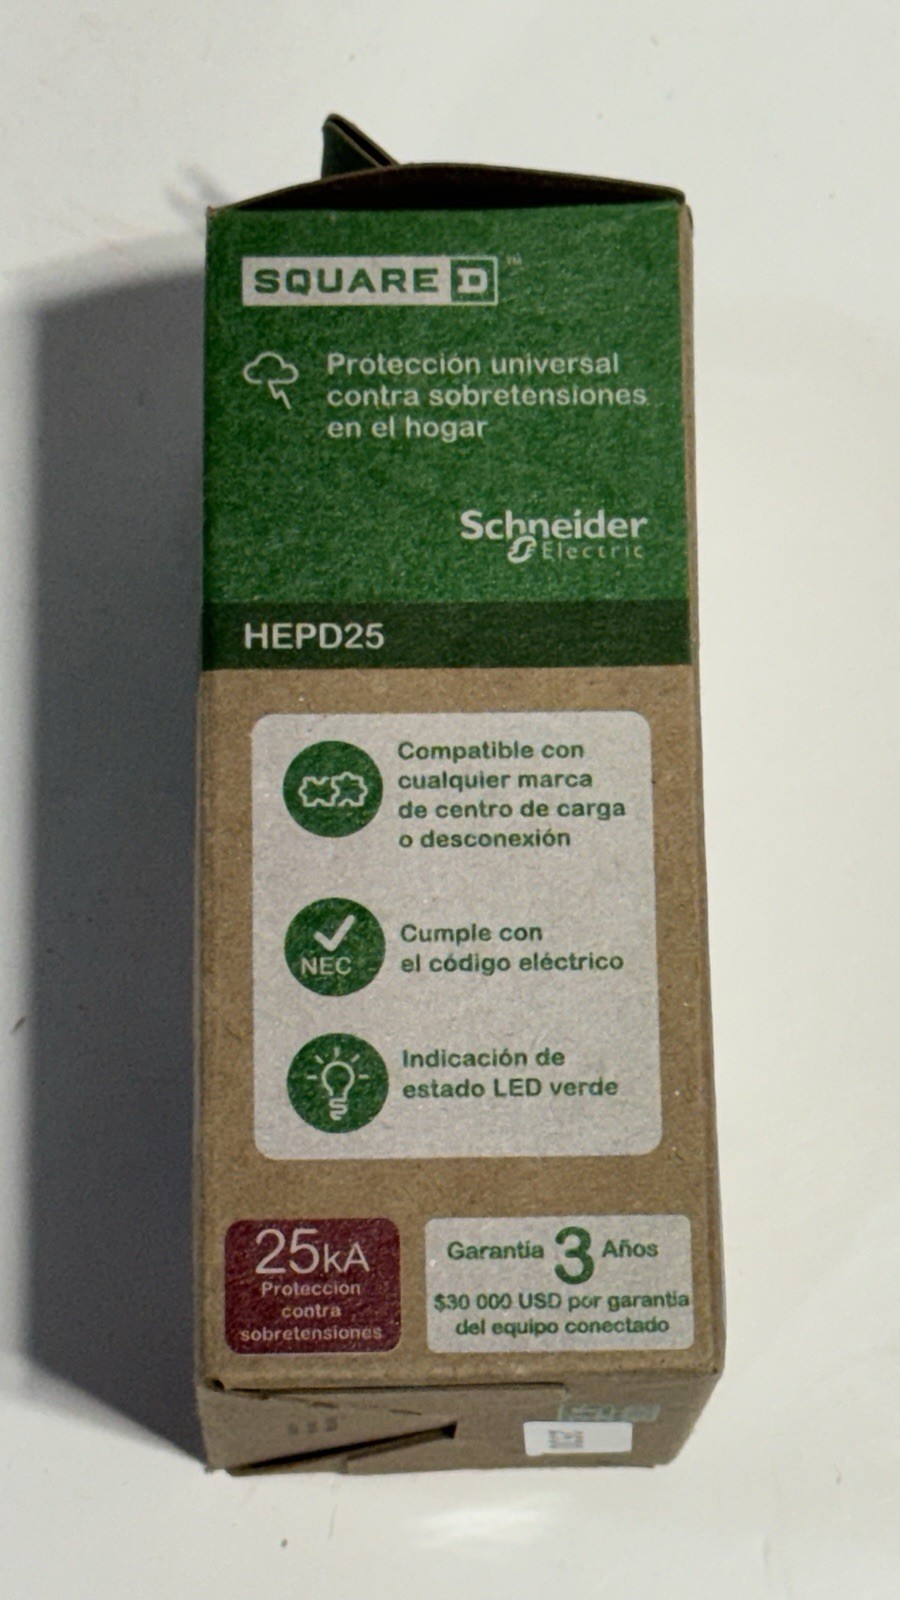 SQUARE D™
Protección universal
contra sobretensiones
en el hogar
Schneider
Electric
HEPD25
Compatible con
cualquier marca
de centro de carga
o desconexión
NEC
Cumple con
el código eléctrico
Indicación de
estado LED verde
25kA
Protección
contra
sobretensiones
Garantía 3 Años
$30 000 USD por garantía
del equipo conectado